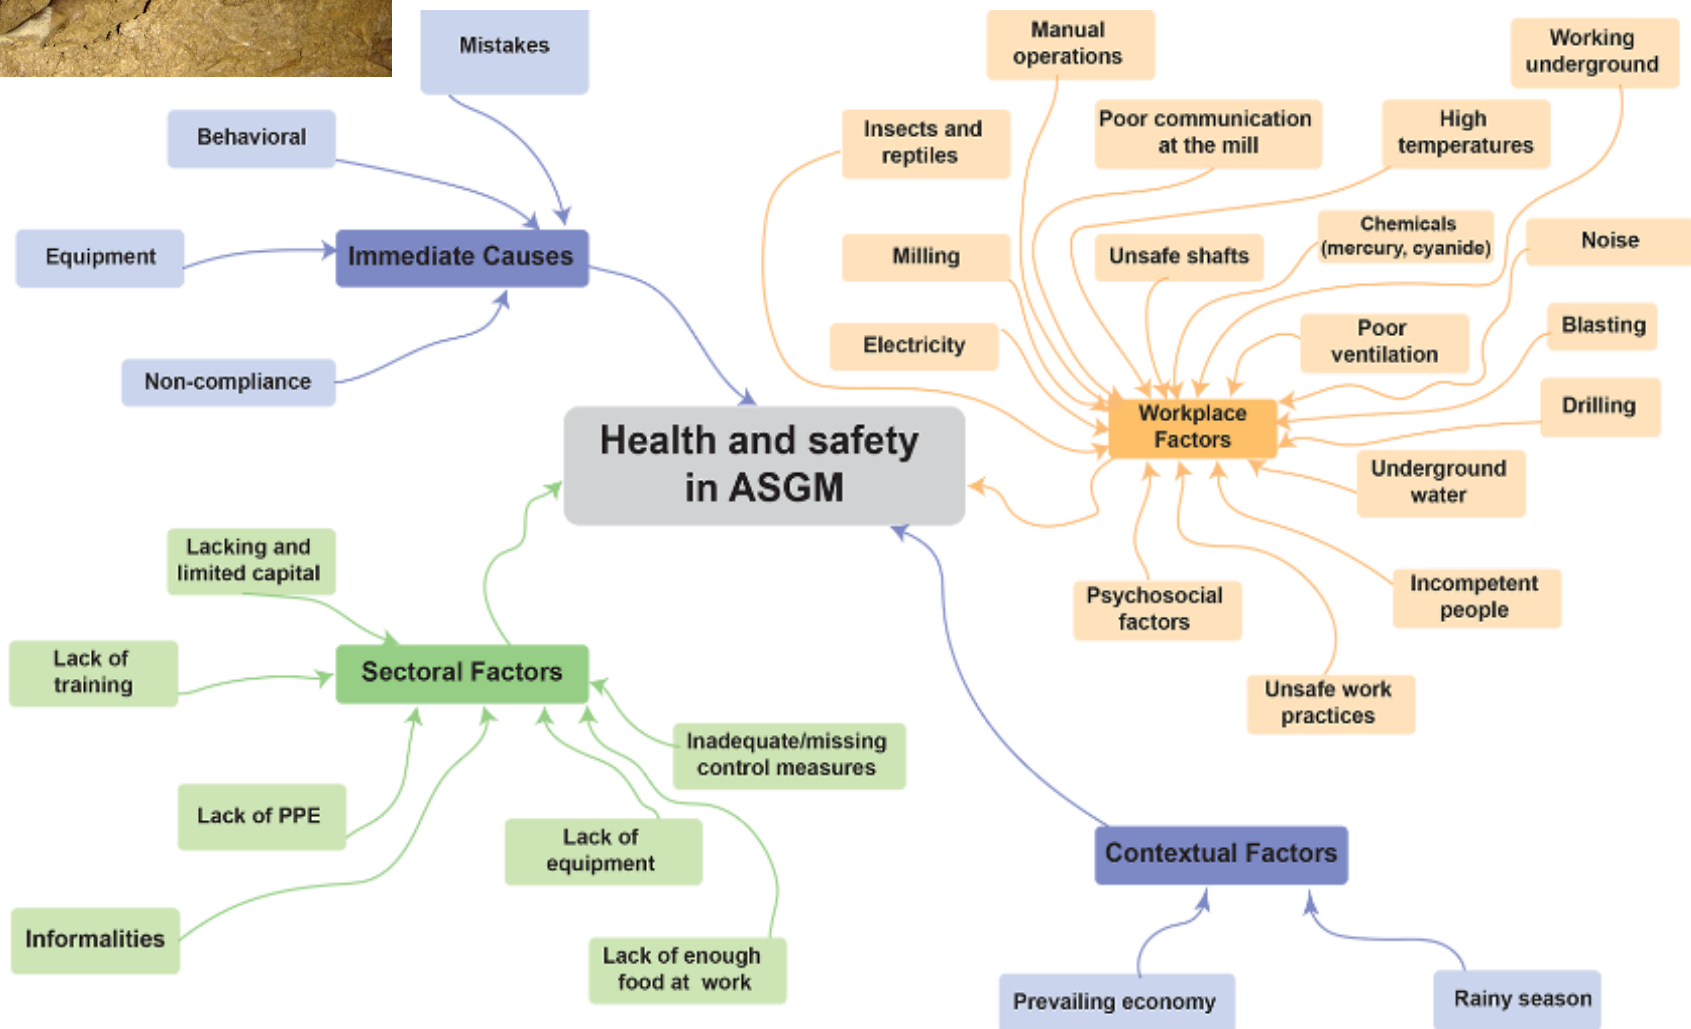 Mistakes
Behavioral
Equipment
Immediate Causes
Non-compliance
Manual
operations
Working
underground
Insects and
reptiles
Poor communication
at the mill
High
temperatures
Milling
Unsafe shafts
Chemicals
(mercury, cyanide)
Noise
Electricity
Poor
ventilation
Blasting
Drilling
Workplace
Factors
Underground
water
Psychosocial
factors
Incompetent
people
Unsafe work
practices
Health and safety
in ASGM
Lacking and
limited capital
Lack of
training
Sectoral Factors
Inadequate/missing
control measures
Lack of PPE
Lack of
equipment
Informalities
Lack of enough
food at work
Contextual Factors
Prevailing economy
Rainy season